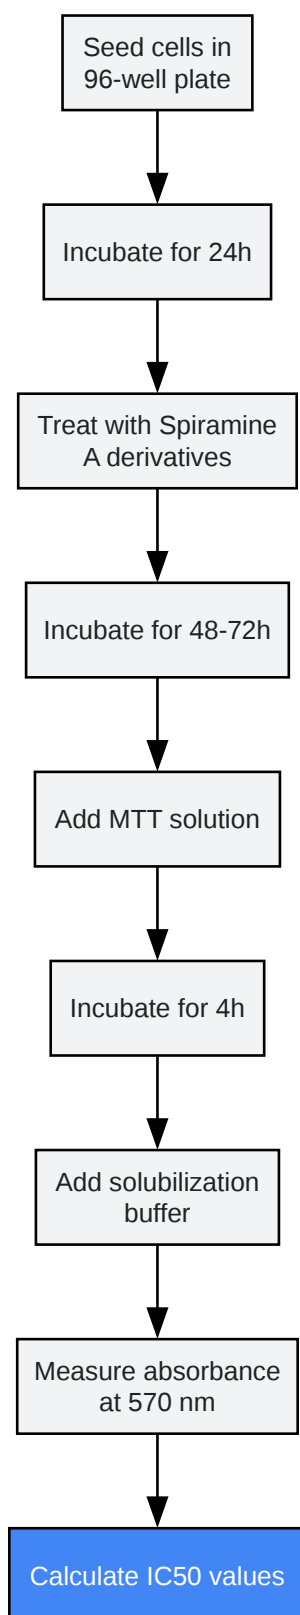 Seed cells in
96-well plate
Incubate for 24h
Treat with Spiramine
A derivatives
Incubate for 48-72h
Add MTT solution
Incubate for 4h
Add solubilization
buffer
Measure absorbance
at 570 nm
Calculate IC50 values